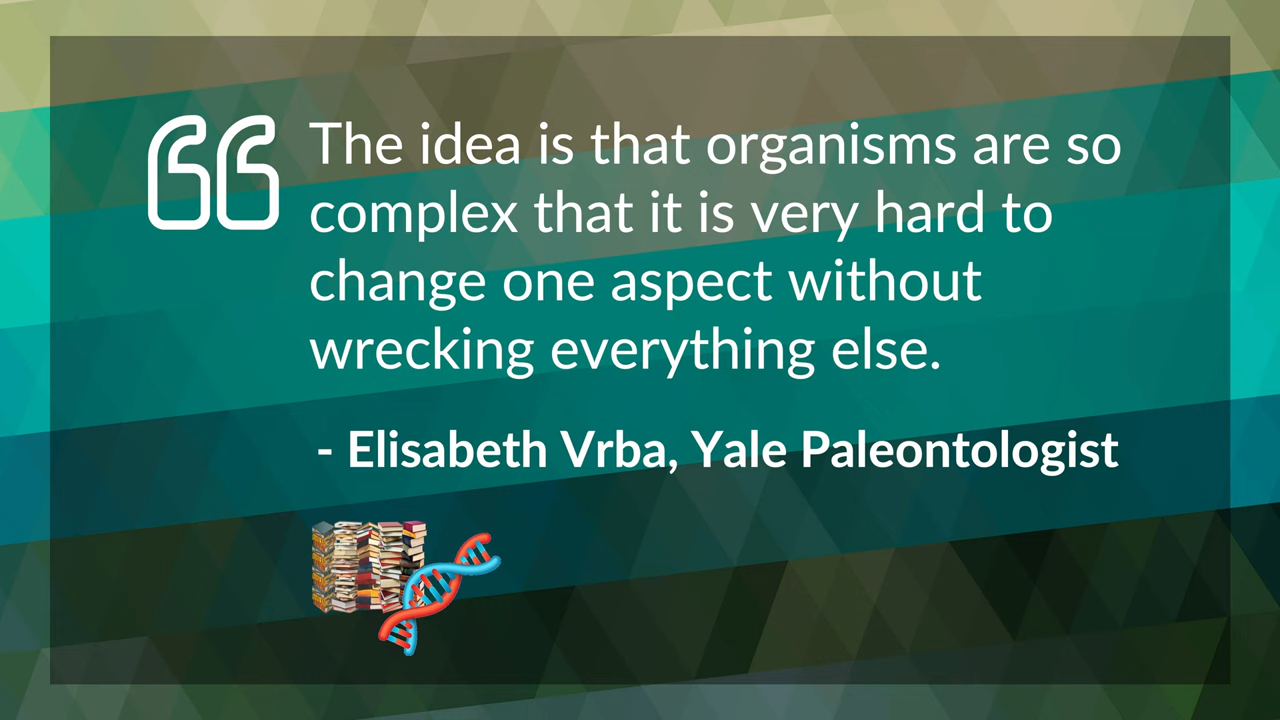 The idea is that organisms are so
complex that it is very hard to
change one aspect without
wrecking everything else.
- Elisabeth Vrba, Yale Paleontologist